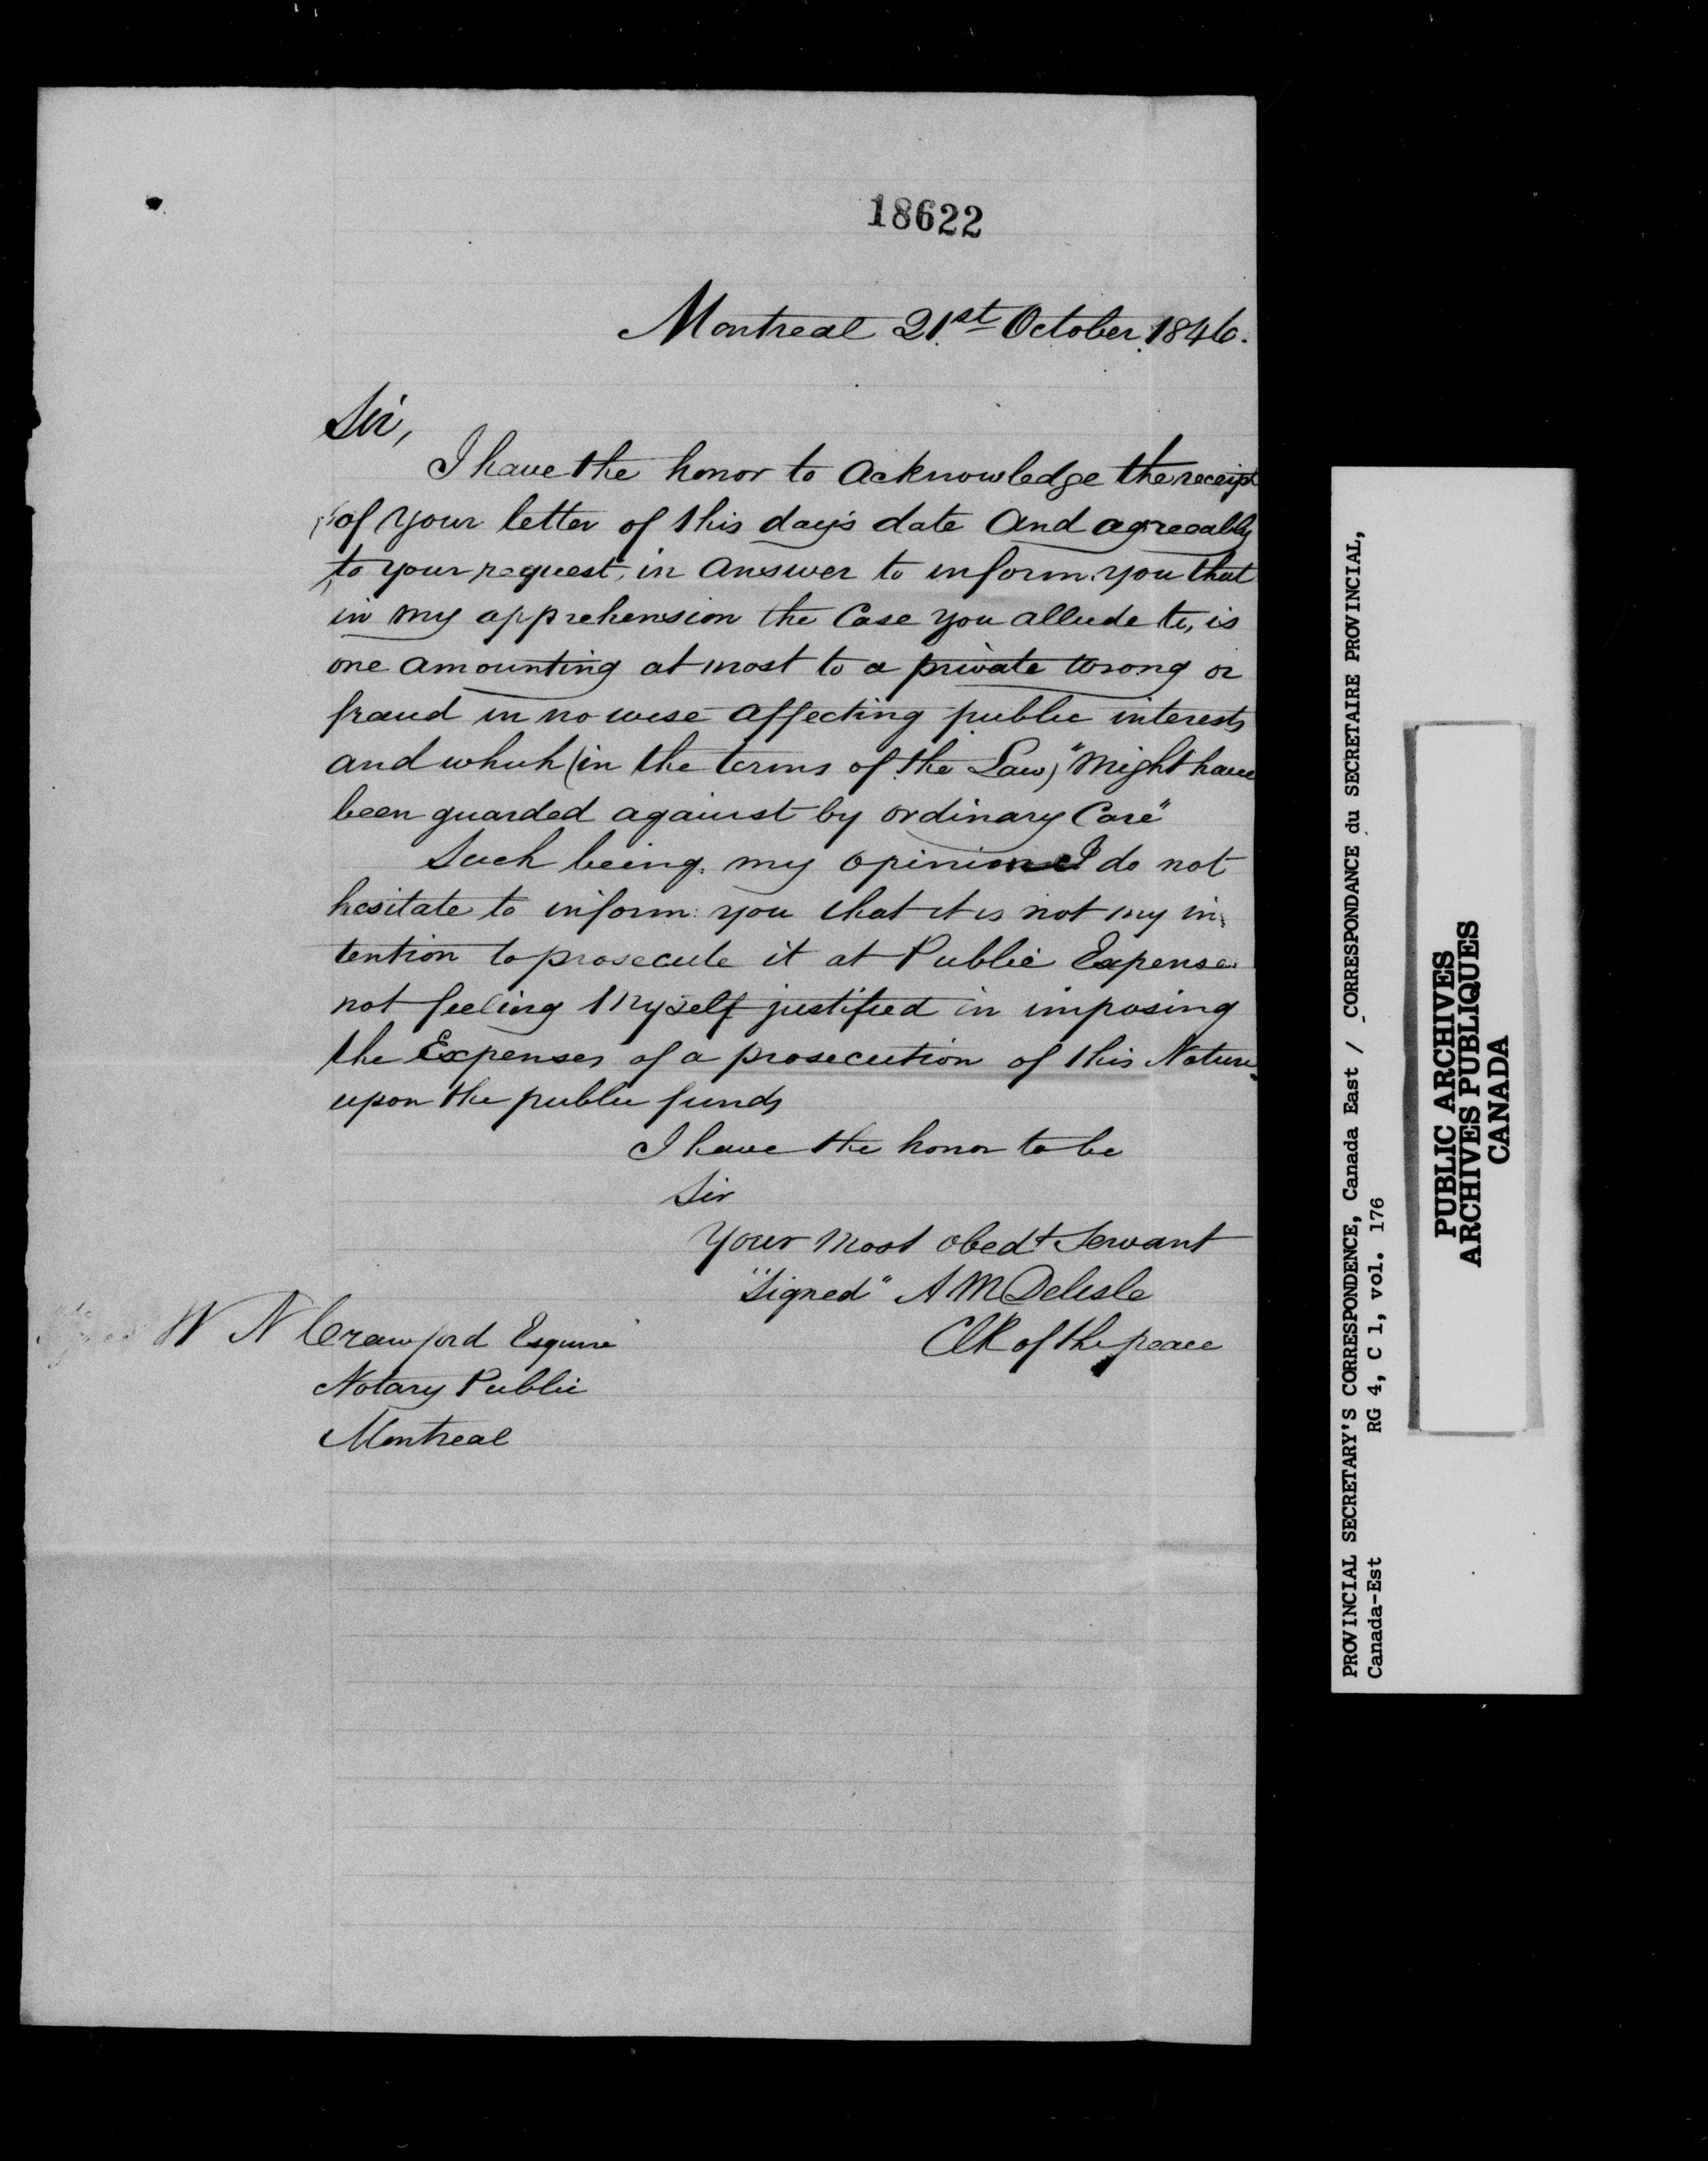 18622
Montreal 21st October 1846.
Sir,
I have the honor to acknowledge the receipt
of your letter of this day's date and agreeably
to your request, in answer to inform you that
in my apprehension the Case you allude to, is
one amounting at most to a private wrong or
fraud in no wise affecting public interests
and which (in the terms of the Law) "might have
been guarded against by ordinary Care"
Such being my opinion I do not
hesitate to inform you that it is not my in
tention to prosecute it at Public Expense
not feeling myself justified in imposing
the Expenses of a prosecution of this Nature
upon the public funds
I have the honor to be
Sir
Your most obedt Servant
"Signed" A M Delisle
Clk of the peace
W N Crawford Esquire
Notary Public
Montreal
PROVINCIAL SECRETARY'S CORRESPONDENCE, Canada East / CORRESPONDANCE du SECRETAIRE PROVINCIAL,
Canada-Est RG 4, C 1, vol. 176
PUBLIC ARCHIVES
ARCHIVES PUBLIQUES
CANADA